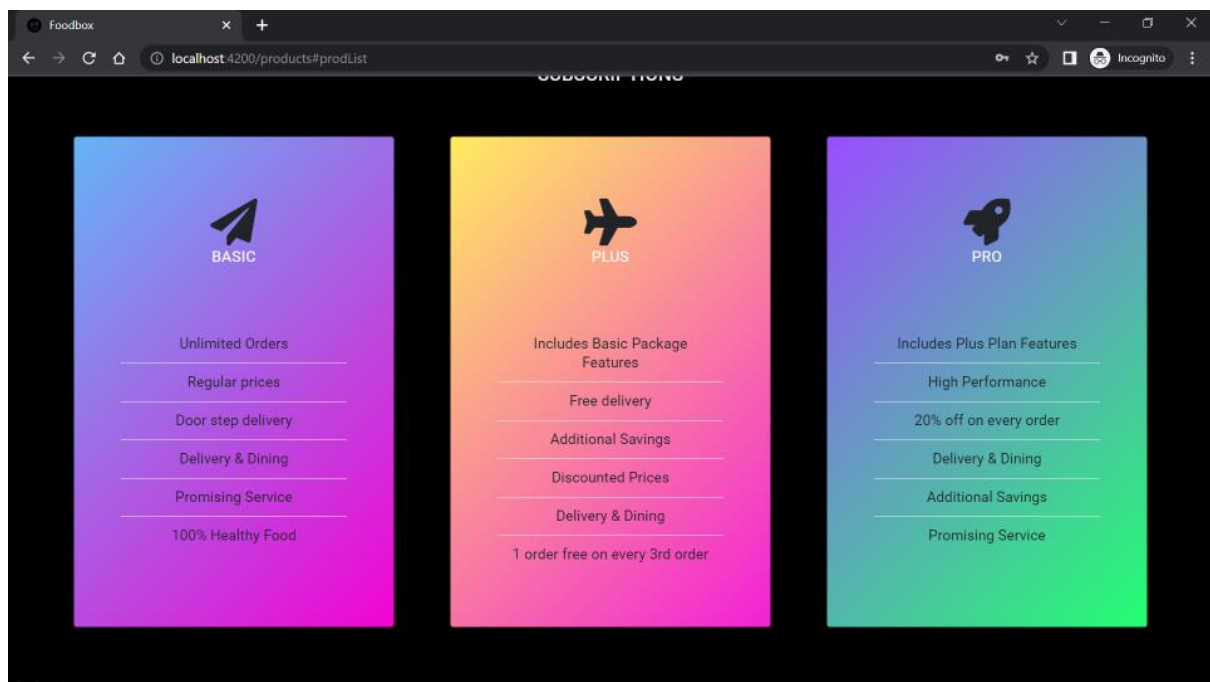 Foodbox
localhost:4200/products#prodList
Incognito
SUBSCRIPTIONS
BASIC
Unlimited Orders
Regular prices
Door step delivery
Delivery & Dining
Promising Service
100% Healthy Food
PLUS
Includes Basic Package
Features
Free delivery
Additional Savings
Discounted Prices
Delivery & Dining
1 order free on every 3rd order
PRO
Includes Plus Plan Features
High Performance
20% off on every order
Delivery & Dining
Additional Savings
Promising Service